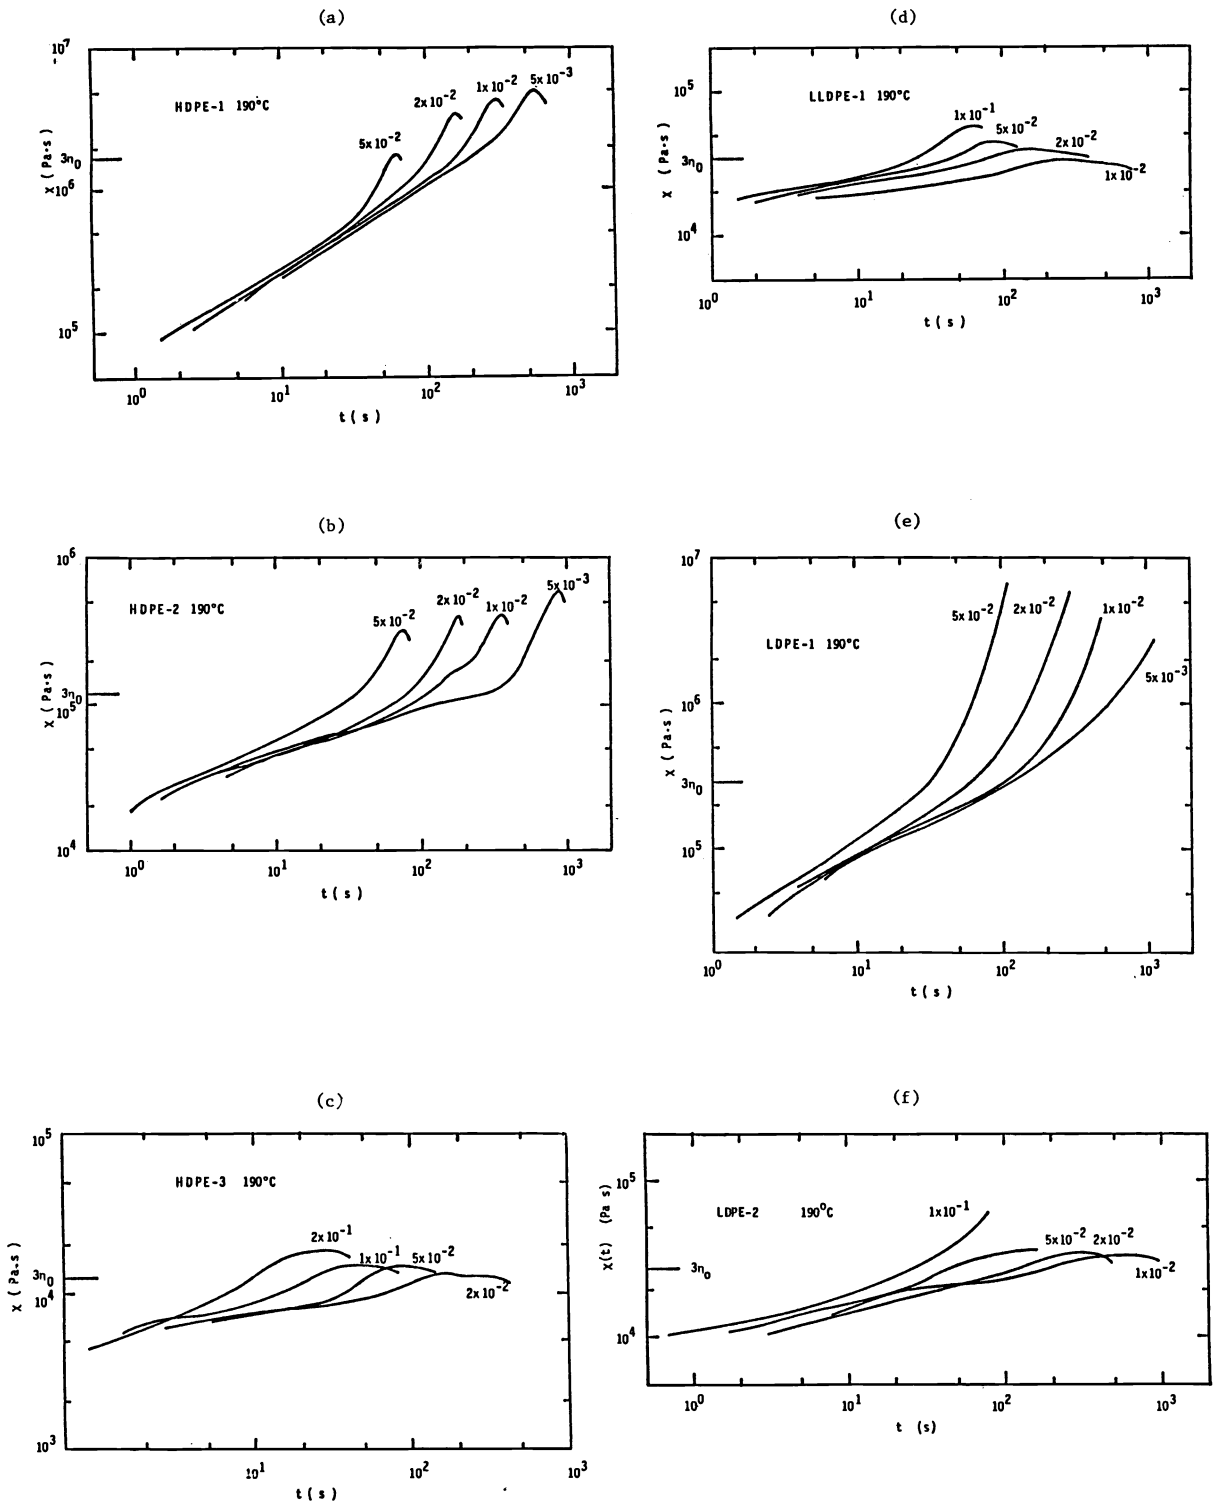 (a)
10⁷
HDPE-1 190°C
5x10⁻²
2x10⁻²
1x10⁻²
5x10⁻³
χ (Pa·s)
3η₀
10⁶
10⁵
10⁰
10¹
10²
10³
t(s)
(d)
10⁵
LLDPE-1 190°C
1x10⁻¹
5x10⁻²
2x10⁻²
1x10⁻²
χ (Pa·s)
3η₀
10⁴
10⁰
10¹
10²
10³
t(s)
(b)
10⁶
HDPE-2 190°C
5x10⁻²
2x10⁻²
1x10⁻²
5x10⁻³
χ (Pa·s)
3η₀
10⁵
10⁴
10⁰
10¹
10²
10³
t(s)
(e)
10⁷
5x10⁻²
2x10⁻²
1x10⁻²
LDPE-1 190°C
5x10⁻³
χ (Pa·s)
10⁶
3η₀
10⁵
10⁰
10¹
10²
10³
t(s)
(c)
10⁵
HDPE-3 190°C
2x10⁻¹
1x10⁻¹
5x10⁻²
2x10⁻²
χ (Pa.s)
3η₀
10⁴
10³
10¹
10²
10³
t(s)
(f)
10⁵
LDPE-2 190°C
1x10⁻¹
5x10⁻²
2x10⁻²
1x10⁻²
χ(t) (Pa s)
3η₀
10⁴
10⁰
10¹
10²
10³
t (s)